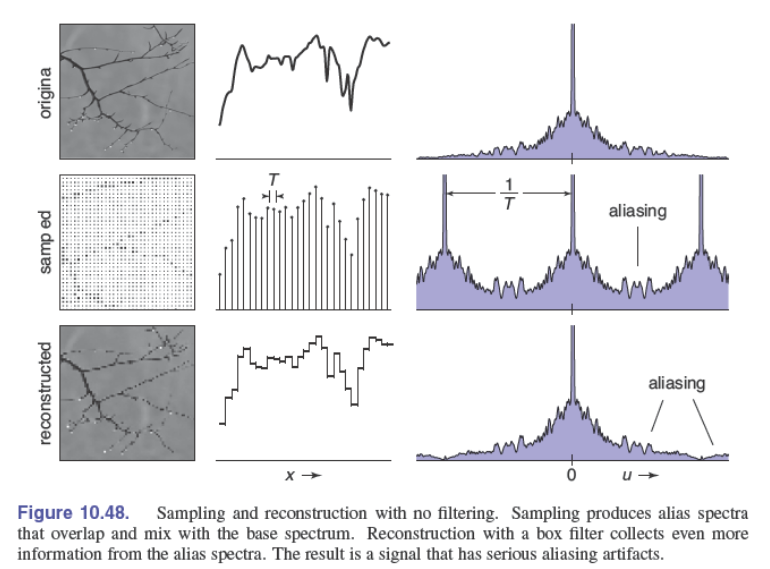 origina
samp ed
T
1
T
aliasing
reconstructed
aliasing
x →
0
u →
Figure 10.48. Sampling and reconstruction with no filtering. Sampling produces alias spectra
that overlap and mix with the base spectrum. Reconstruction with a box filter collects even more
information from the alias spectra. The result is a signal that has serious aliasing artifacts.